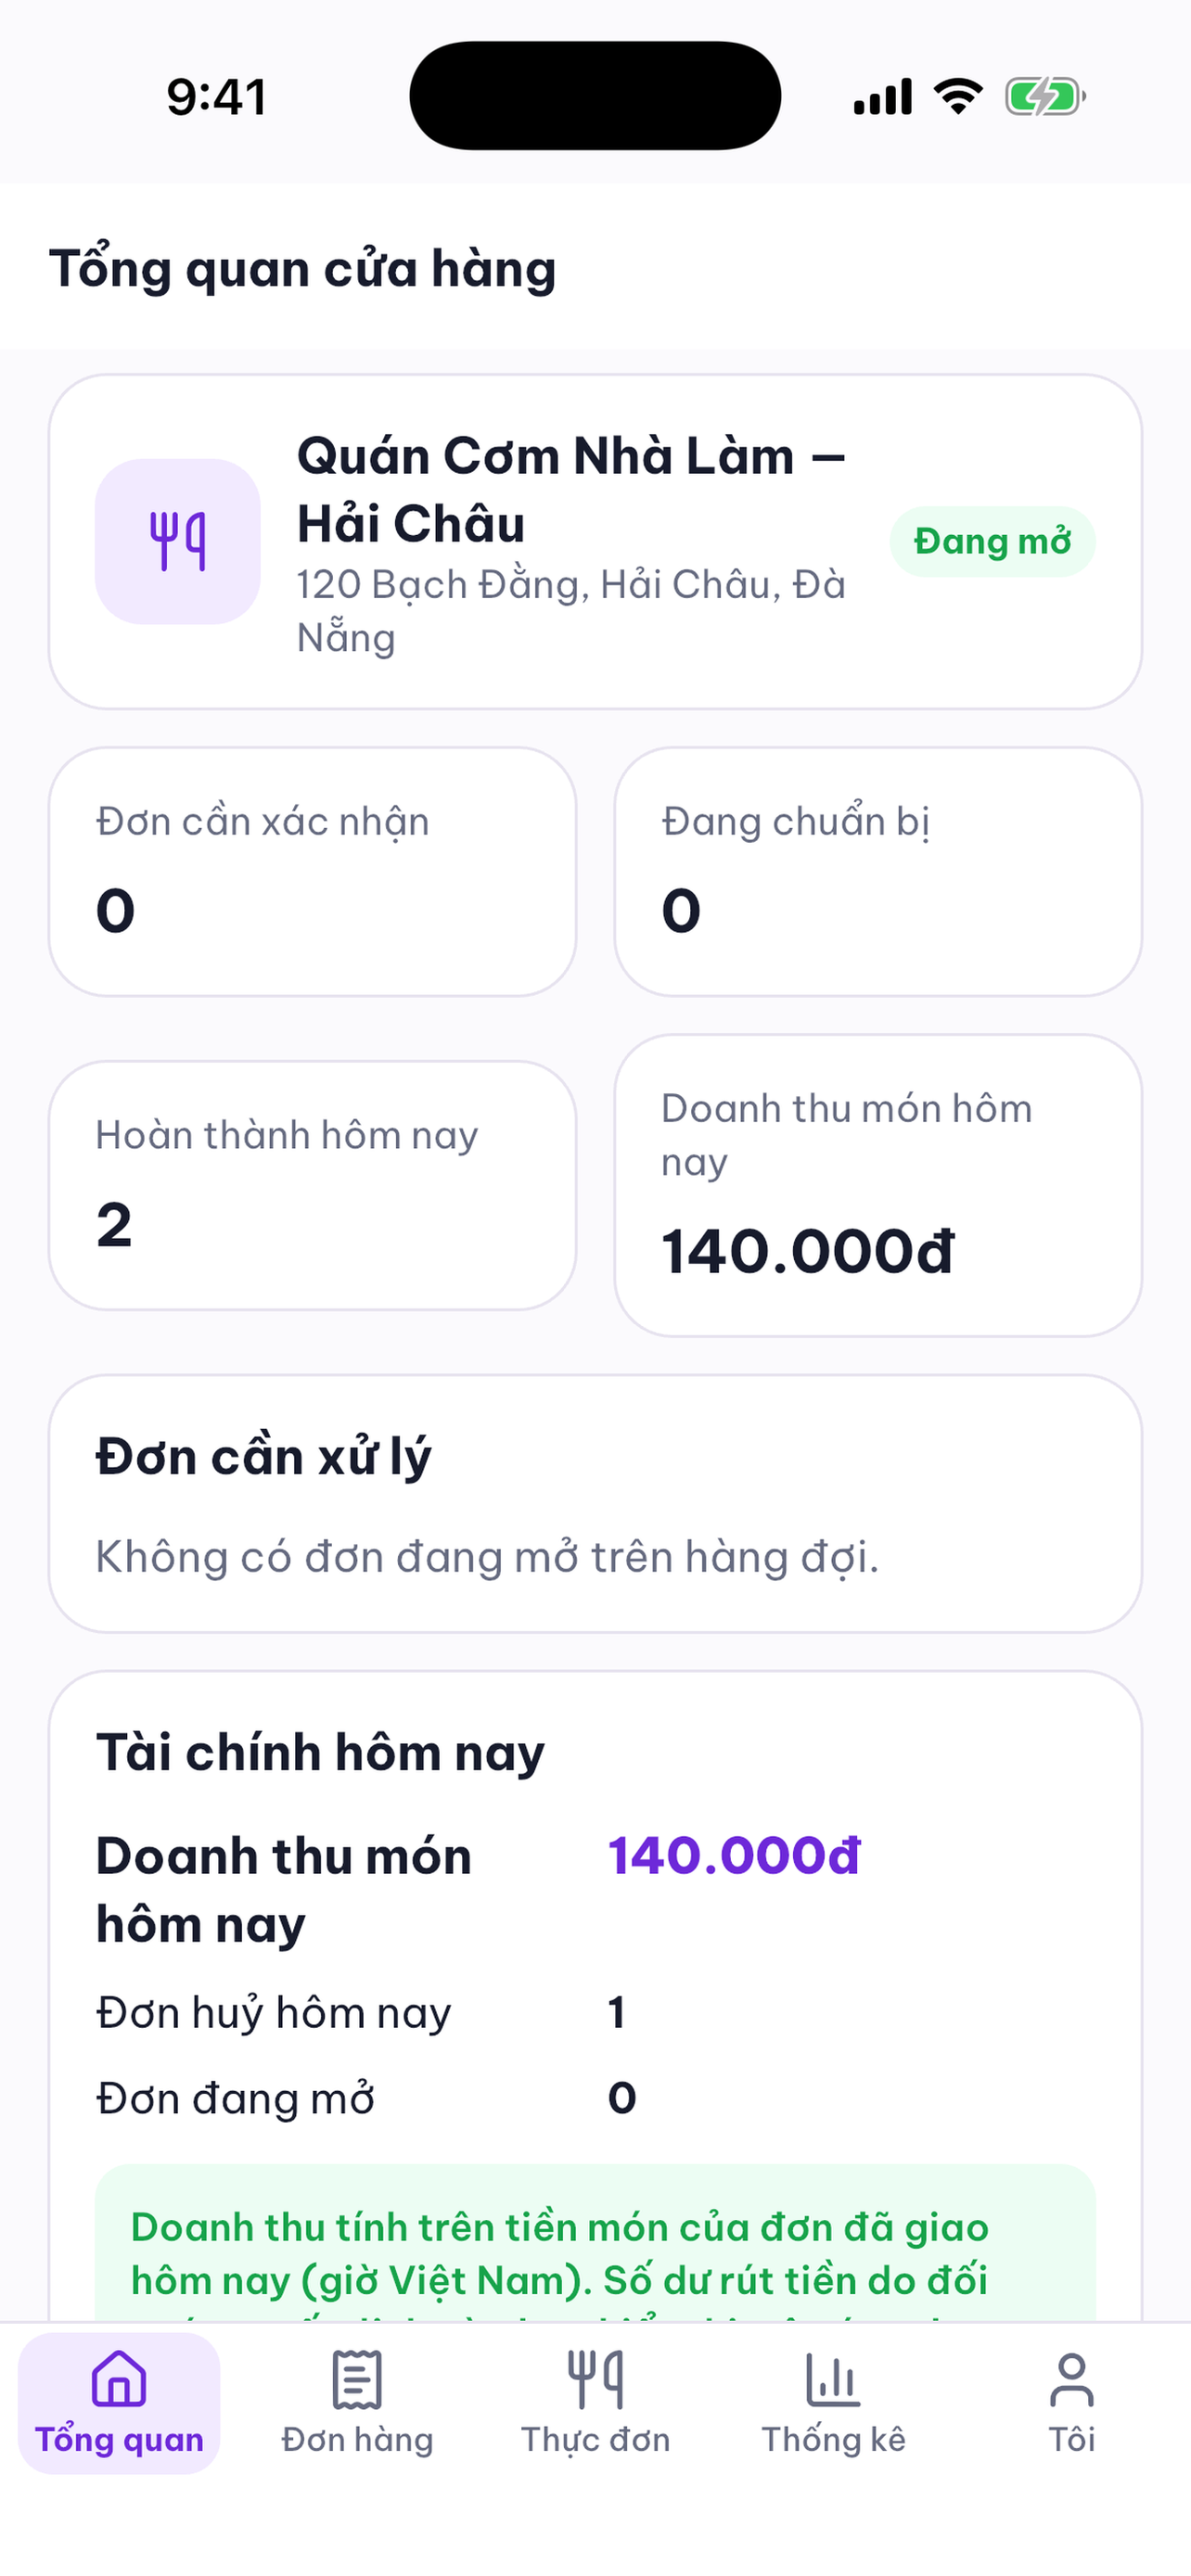 9:41
Tổng quan cửa hàng
Quán Cơm Nhà Làm —
Hải Châu
120 Bạch Đằng, Hải Châu, Đà
Nẵng
Đang mở
Đơn cần xác nhận
0
Đang chuẩn bị
0
Hoàn thành hôm nay
2
Doanh thu món hôm
nay
140.000đ
Đơn cần xử lý
Không có đơn đang mở trên hàng đợi.
Tài chính hôm nay
Doanh thu món
hôm nay
140.000đ
Đơn huỷ hôm nay
1
Đơn đang mở
0
Doanh thu tính trên tiền món của đơn đã giao
hôm nay (giờ Việt Nam). Số dư rút tiền do đối
Tổng quan
Đơn hàng
Thực đơn
Thống kê
Tôi